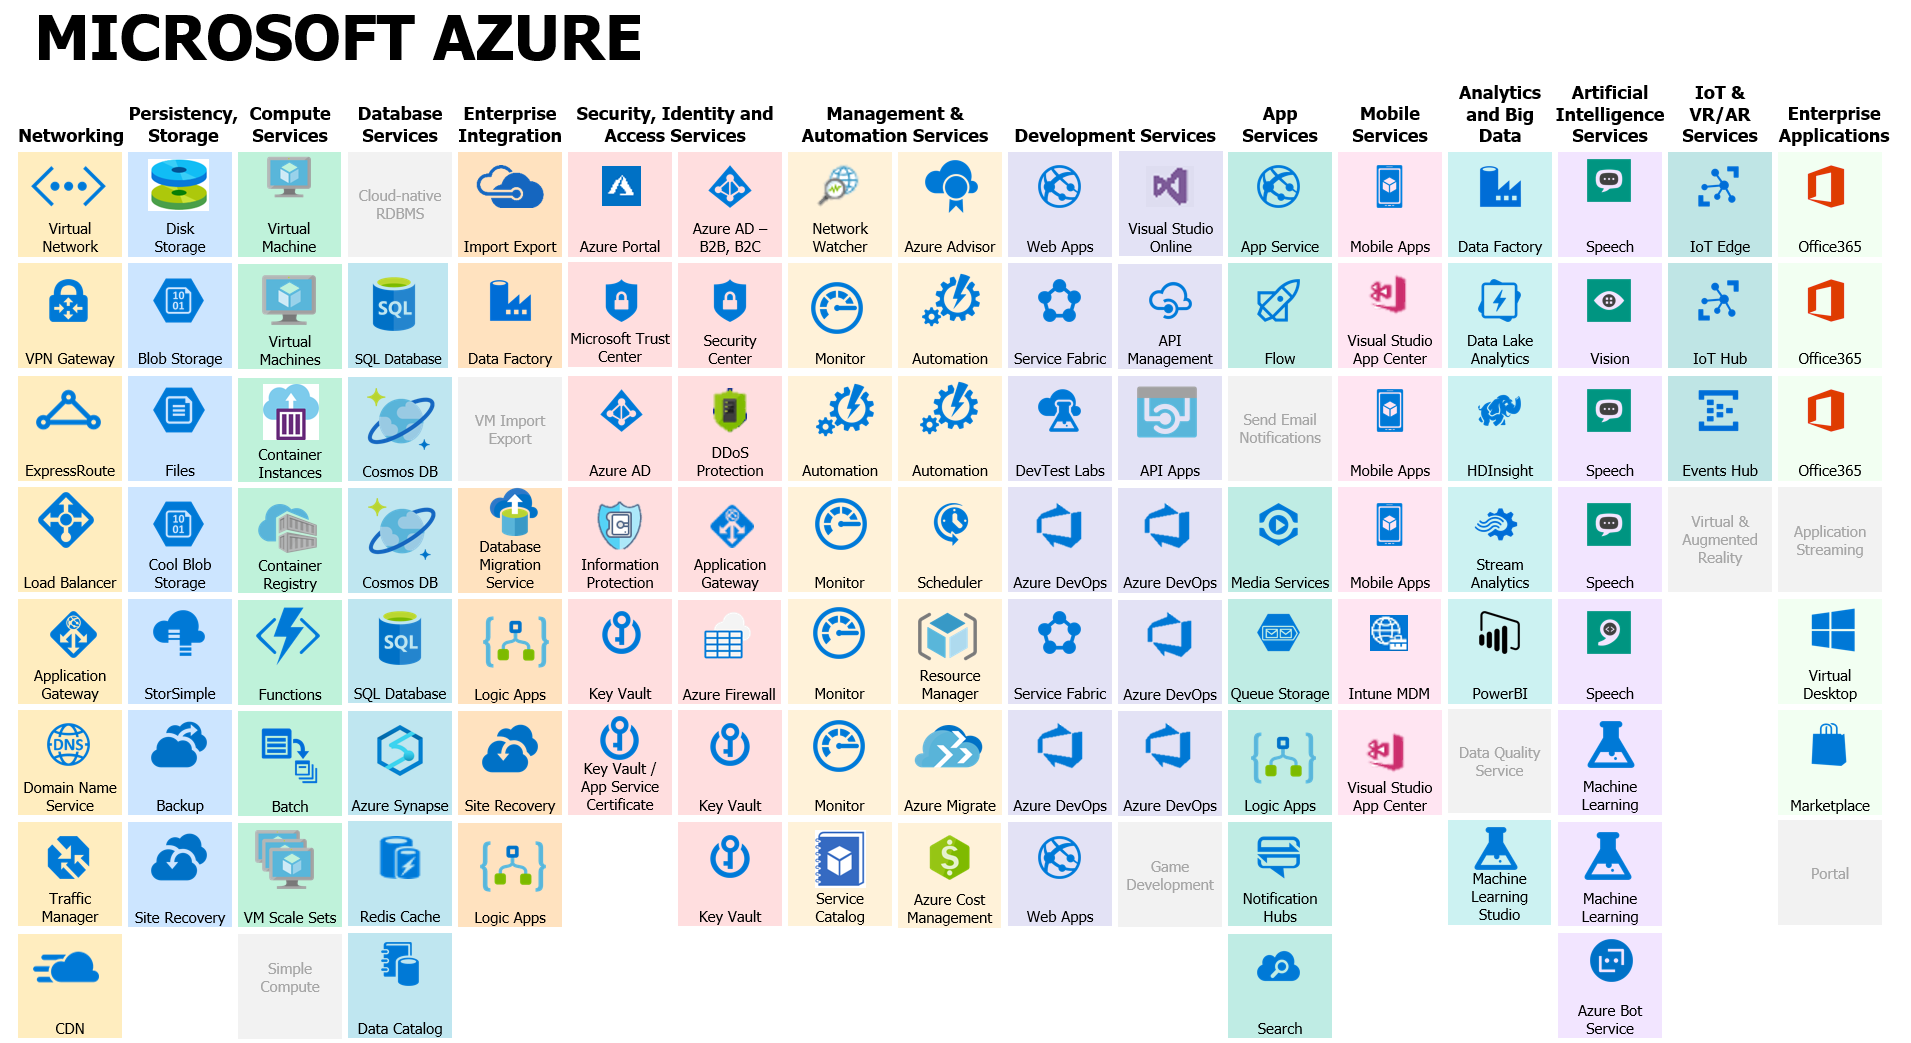 MICROSOFT AZURE
Networking
Persistency,
Storage
Compute
Services
Database
Services
Enterprise
Integration
Security, Identity and
Access Services
Management &
Automation Services
Development Services
App
Services
Mobile
Services
Analytics
and Big
Data
Artificial
Intelligence
Services
IoT &
VR/AR
Services
Enterprise
Applications
Virtual
Network
Disk
Storage
Virtual
Machine
Cloud-native
RDBMS
Import Export
Azure Portal
Azure AD –
B2B, B2C
Network
Watcher
Azure Advisor
Web Apps
Visual Studio
Online
App Service
Mobile Apps
Data Factory
Speech
IoT Edge
Office365
VPN Gateway
10
01
Blob Storage
Virtual
Machines
SQL
SQL Database
Data Factory
Microsoft Trust
Center
Security
Center
Monitor
Automation
Service Fabric
API
Management
Flow
Visual Studio
App Center
Data Lake
Analytics
Vision
IoT Hub
Office365
ExpressRoute
Files
Container
Instances
Cosmos DB
VM Import
Export
Azure AD
DDoS
Protection
Automation
Automation
DevTest Labs
API Apps
Send Email
Notifications
Mobile Apps
HDInsight
Speech
Events Hub
Office365
Load Balancer
10
01
Cool Blob
Storage
Container
Registry
Cosmos DB
Database
Migration
Service
Information
Protection
Application
Gateway
Monitor
Scheduler
Azure DevOps
Azure DevOps
Media Services
Mobile Apps
Stream
Analytics
Speech
Virtual &
Augmented
Reality
Application
Streaming
Application
Gateway
StorSimple
Functions
SQL
SQL Database
Logic Apps
Key Vault
Azure Firewall
Monitor
Resource
Manager
Service Fabric
Azure DevOps
Queue Storage
Intune MDM
PowerBI
Speech
Virtual
Desktop
DNS
Domain Name
Service
Backup
Batch
Azure Synapse
Site Recovery
Key Vault /
App Service
Certificate
Key Vault
Monitor
Azure Migrate
Azure DevOps
Azure DevOps
Logic Apps
Visual Studio
App Center
Data Quality
Service
Machine
Learning
Marketplace
Traffic
Manager
Site Recovery
VM Scale Sets
Redis Cache
Logic Apps
Key Vault
Service
Catalog
$
Azure Cost
Management
Web Apps
Game
Development
Notification
Hubs
Machine
Learning
Studio
Machine
Learning
Portal
CDN
Simple
Compute
Data Catalog
Search
Azure Bot
Service